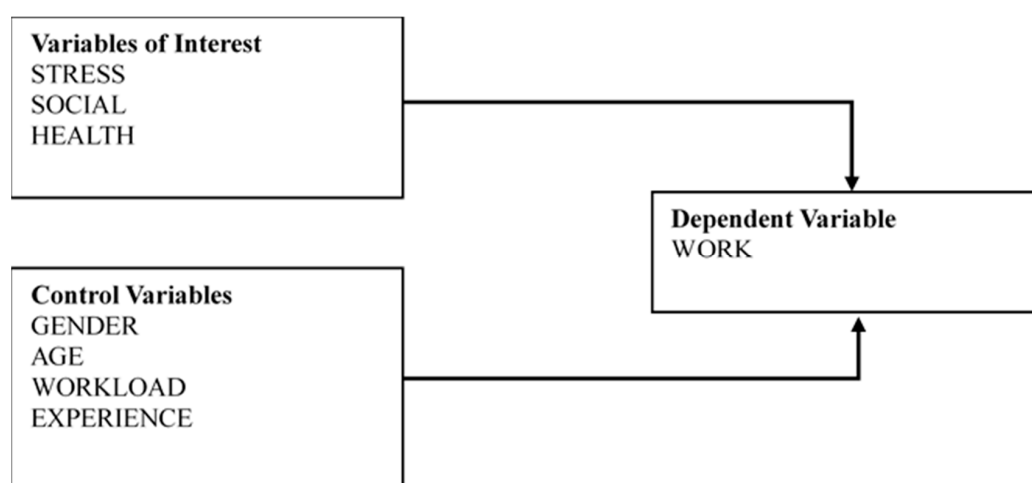 Variables of Interest
STRESS
SOCIAL
HEALTH
Dependent Variable
WORK
Control Variables
GENDER
AGE
WORKLOAD
EXPERIENCE